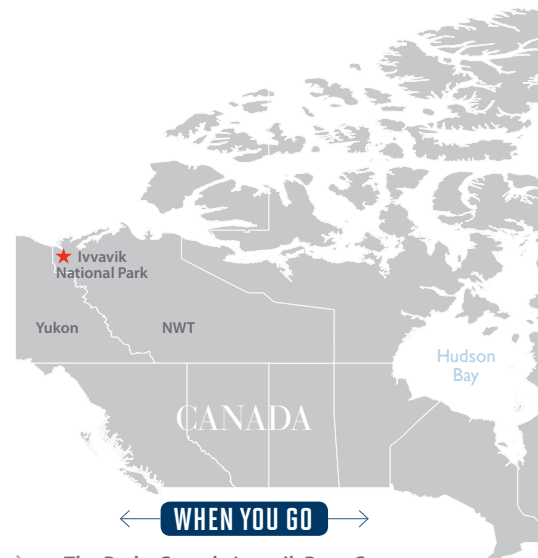 Ivvavik
National Park
Yukon
NWT
Hudson
Bay
CANADA
WHEN YOU GO